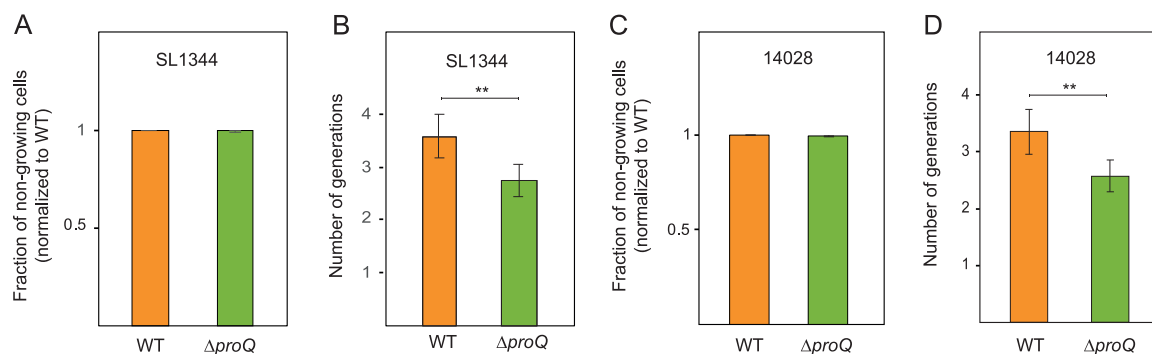 A
Fraction of non-growing cells
(normalized to WT)
SL1344
1
0.5
WT
ΔproQ
B
Number of generations
SL1344
**
4
3
2
1
WT
ΔproQ
C
Fraction of non-growing cells
(normalized to WT)
14028
1
0.5
WT
ΔproQ
D
Number of generations
14028
**
4
3
2
1
WT
ΔproQ